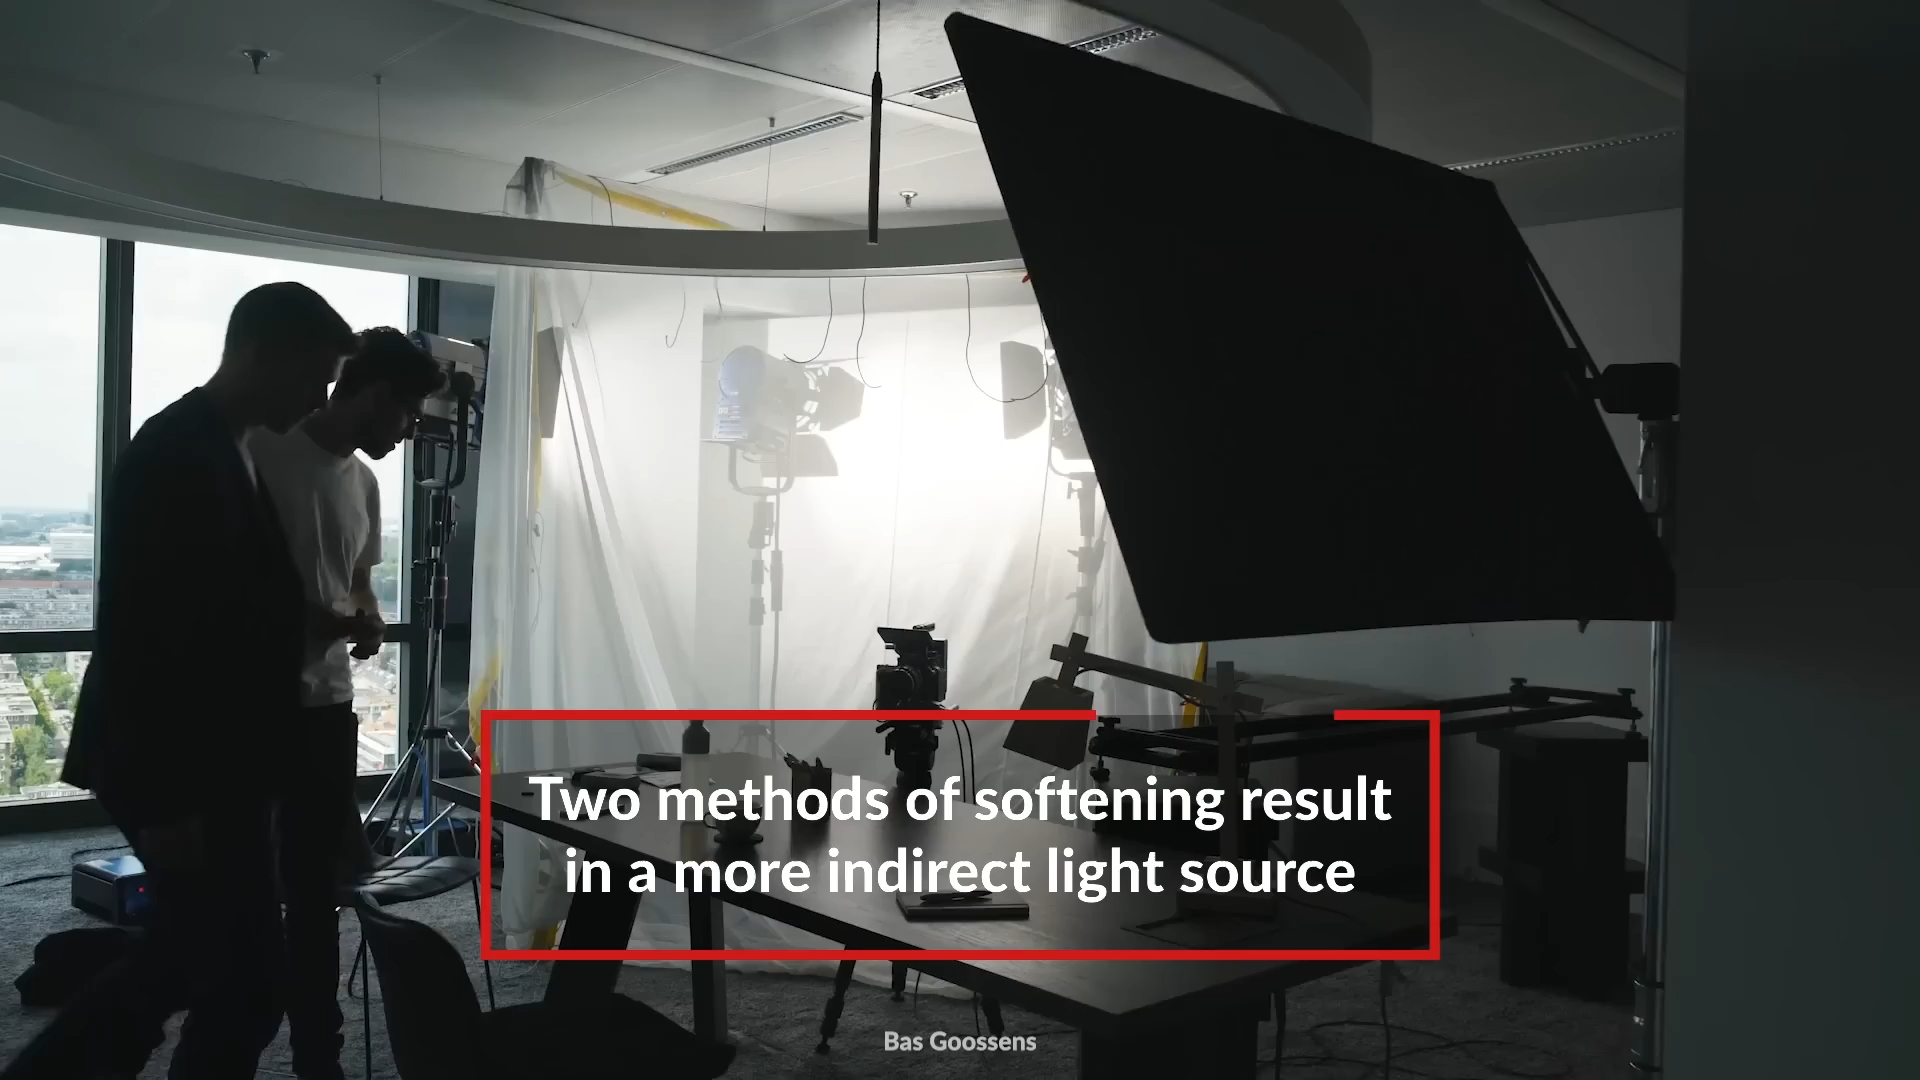 Two methods of softening result
in a more indirect light source
Bas Goossens